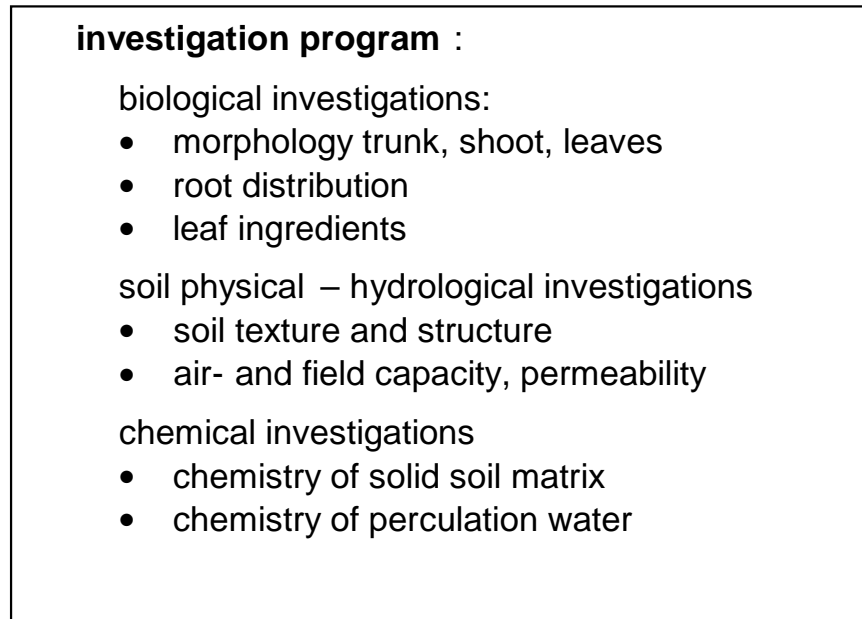 investigation program :
biological investigations:
• morphology trunk, shoot, leaves
• root distribution
• leaf ingredients
soil physical – hydrological investigations
• soil texture and structure
• air- and field capacity, permeability
chemical investigations
• chemistry of solid soil matrix
• chemistry of perculation water